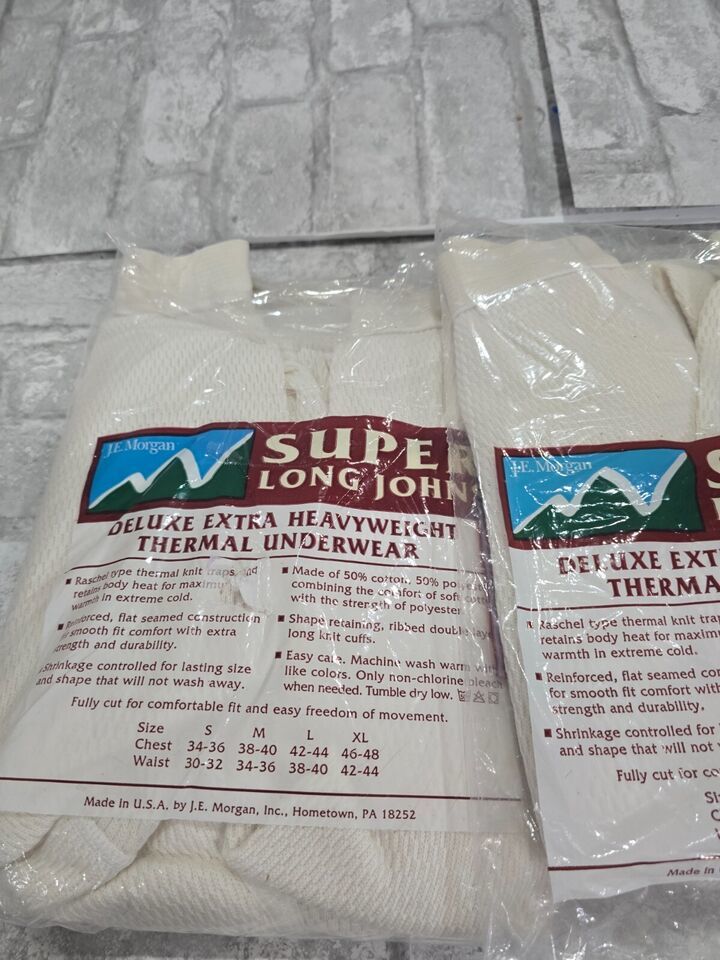 J.E. Morgan
SUPER
LONG JOHNS
DELUXE EXTRA HEAVYWEIGHT
THERMAL UNDERWEAR
■ Raschel type thermal knit traps and
retains body heat for maximum
warmth in extreme cold.
■ Reinforced, flat seamed construction
for smooth fit comfort with extra
strength and durability.
■ Shrinkage controlled for lasting size
and shape that will not wash away.
■ Made of 50% cotton, 50% polyester
combining the comfort of soft cotton
with the strength of polyester
■ Shape retaining, ribbed double layer
long knit cuffs.
■ Easy care. Machine wash warm with
like colors. Only non-chlorine bleach
when needed. Tumble dry low.
Fully cut for comfortable fit and easy freedom of movement.
Size S M L XL
Chest 34-36 38-40 42-44 46-48
Waist 30-32 34-36 38-40 42-44
Made in U.S.A. by J.E. Morgan, Inc., Hometown, PA 18252
J.E. Morgan
S
DELUXE EXT
THERMA
■ Raschel type thermal knit trap
retains body heat for maxim
warmth in extreme cold.
■ Reinforced, flat seamed con
for smooth fit comfort with
strength and durability.
■ Shrinkage controlled for
and shape that will not
Fully cut for co
Si
C
Made in